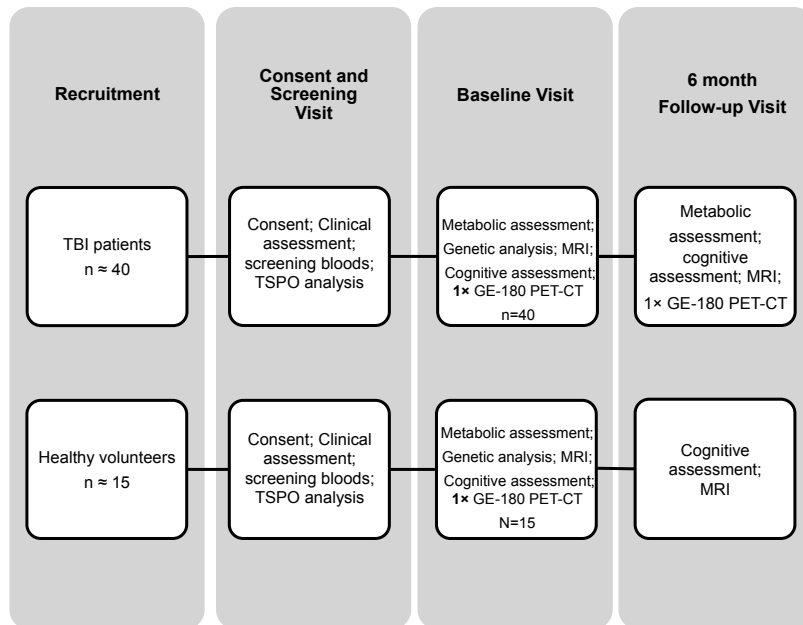 Recruitment
Consent and
Screening
Visit
Baseline Visit
6 month
Follow-up Visit
TBI patients
n ≈ 40
Consent; Clinical
assessment;
screening bloods;
TSPO analysis
Metabolic assessment;
Genetic analysis; MRI;
Cognitive assessment;
1× GE-180 PET-CT
n=40
Metabolic
assessment;
cognitive
assessment; MRI;
1× GE-180 PET-CT
Healthy volunteers
n ≈ 15
Consent; Clinical
assessment;
screening bloods;
TSPO analysis
Metabolic assessment;
Genetic analysis; MRI;
Cognitive assessment;
1× GE-180 PET-CT
N=15
Cognitive
assessment;
MRI